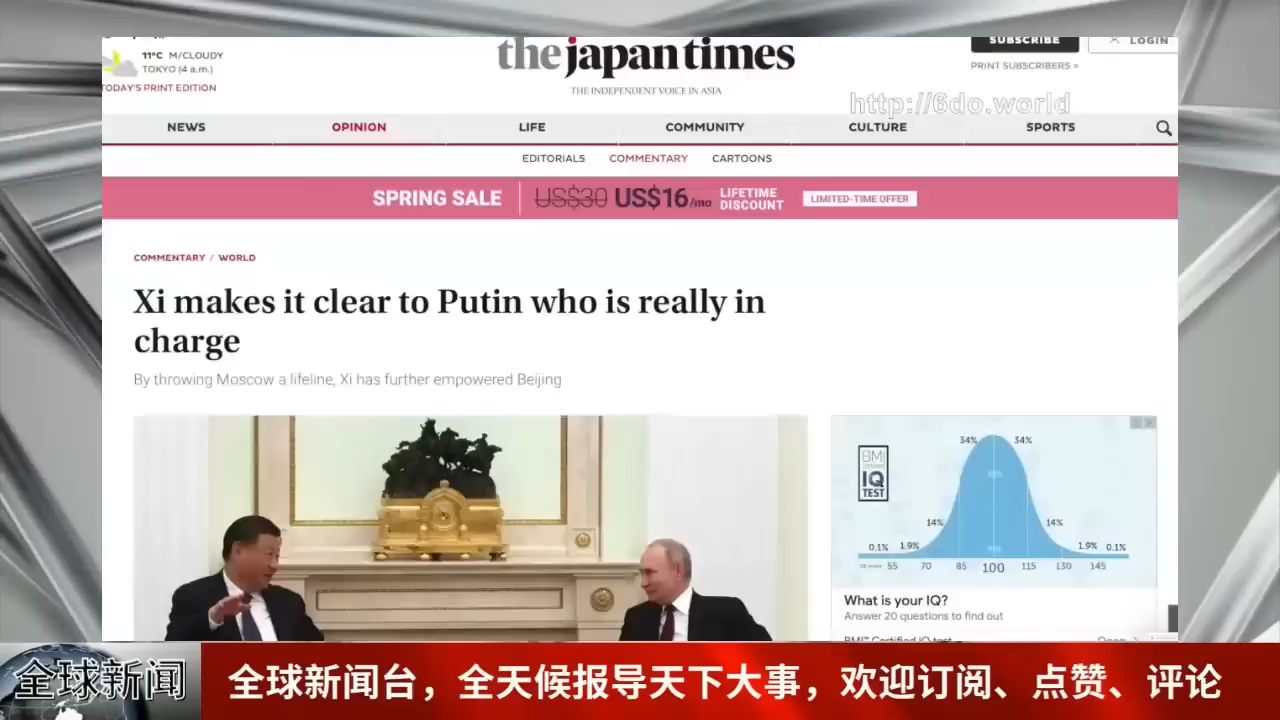 11°C M/CLOUDY
TOKYO (4 a.m.)
TODAY'S PRINT EDITION
the japan times
THE INDEPENDENT VOICE IN ASIA
SUBSCRIBE
LOGIN
PRINT SUBSCRIBERS >
http://6do.world
NEWS
OPINION
LIFE
COMMUNITY
CULTURE
SPORTS
EDITORIALS
COMMENTARY
CARTOONS
SPRING SALE
US$30 US$16/mo
LIFETIME
DISCOUNT
LIMITED-TIME OFFER
COMMENTARY / WORLD
Xi makes it clear to Putin who is really in
charge
By throwing Moscow a lifeline, Xi has further empowered Beijing
34%
34%
BMI
IQ
TEST
14%
14%
0.1%
1.9%
1.9%
0.1%
55
70
85
100
115
130
145
What is your IQ?
Answer 20 questions to find out
BMI™ Certified IQ test
Open
全球新闻
全球新闻台，全天候报导天下大事，欢迎订阅、点赞、评论